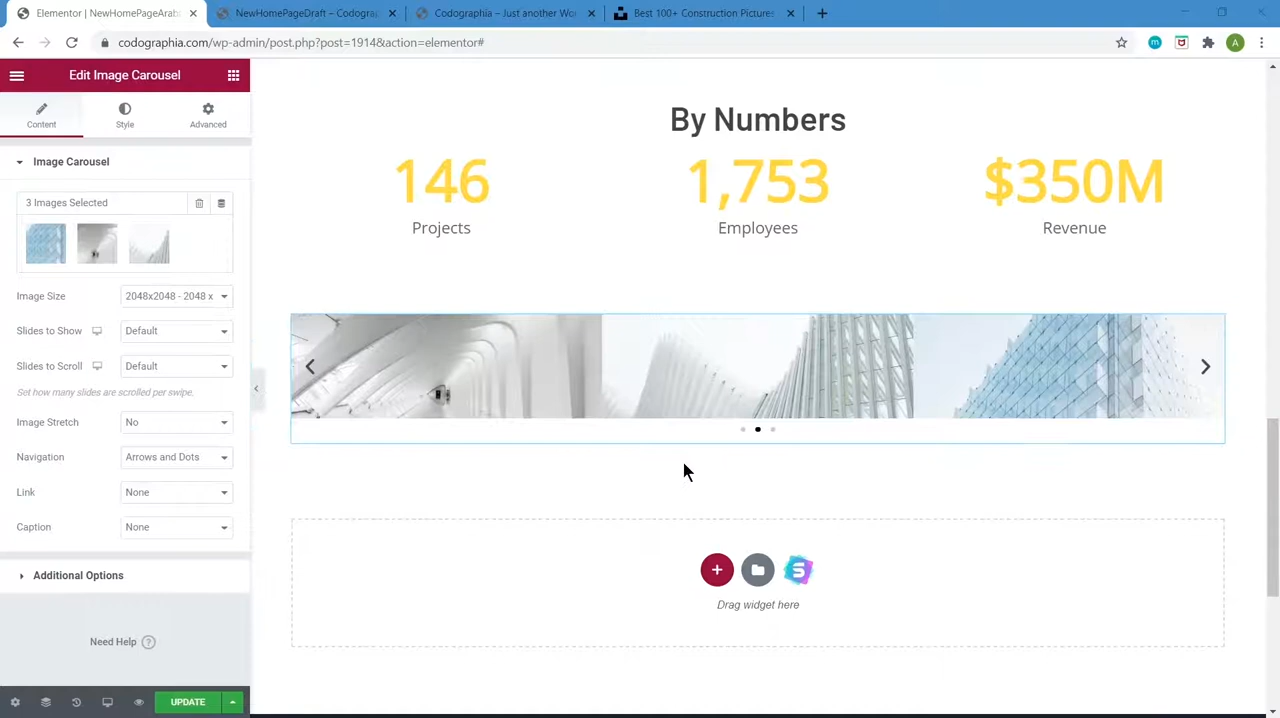 Elementor | NewHomePageArab
NewHomePageDraft – Codogra
Codographia – Just another Wo
Best 100+ Construction Pictures
codographia.com/wp-admin/post.php?post=1914&action=elementor#
A
Edit Image Carousel
Content
Style
Advanced
Image Carousel
3 Images Selected
Image Size
2048x2048 - 2048 x
Slides to Show
Default
Slides to Scroll
Default
Set how many slides are scrolled per swipe.
Image Stretch
No
Navigation
Arrows and Dots
Link
None
Caption
None
Additional Options
Need Help ?
UPDATE
By Numbers
146
1,753
$350M
Projects
Employees
Revenue
Drag widget here